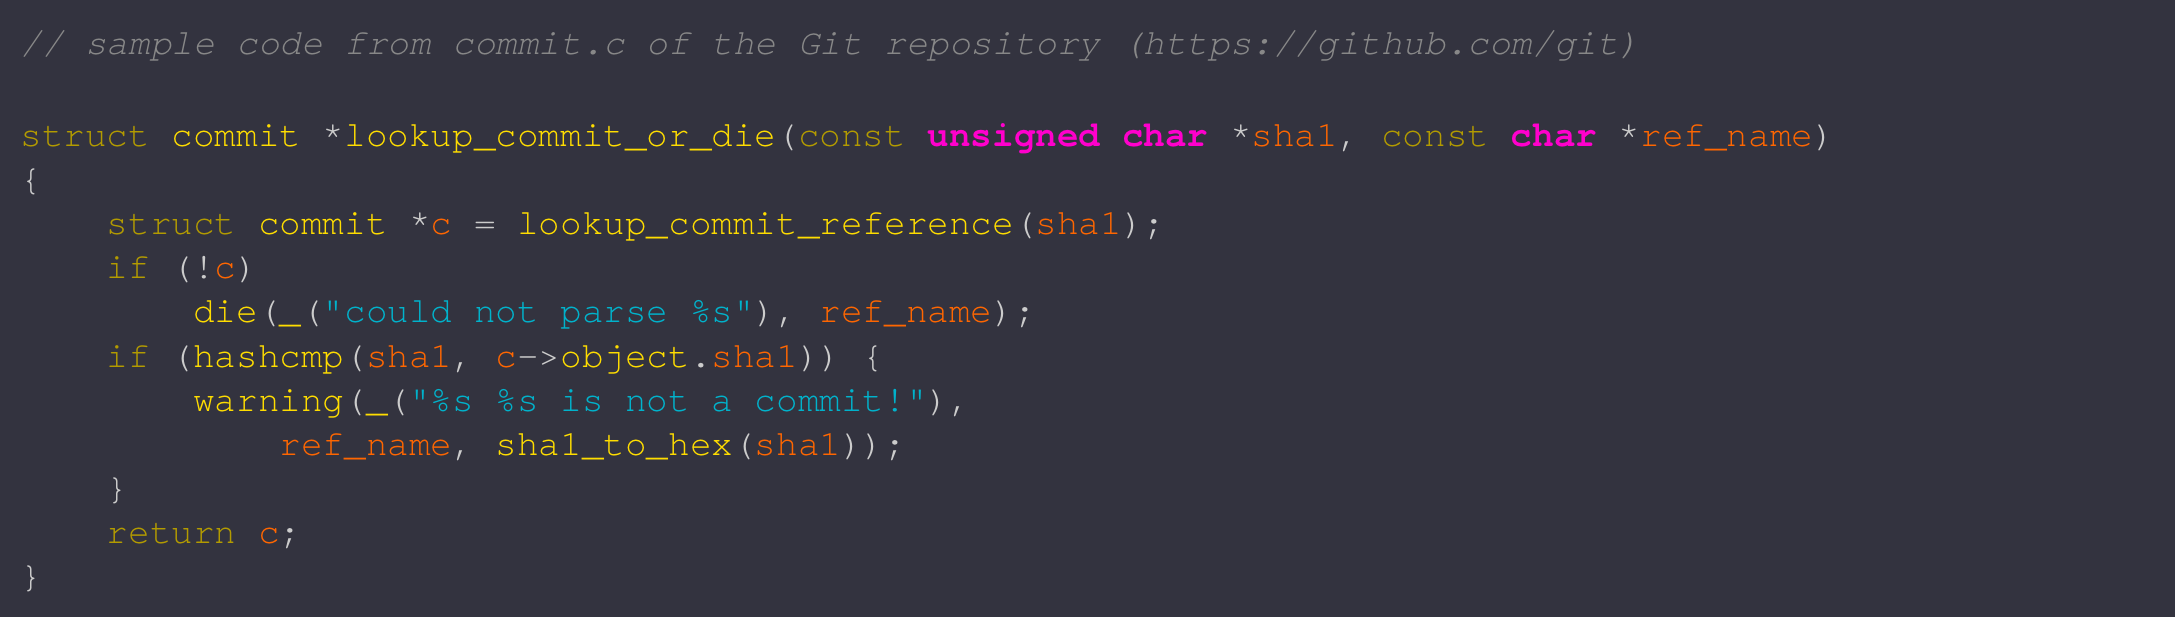 // sample code from commit.c of the Git repository (https://github.com/git)

struct commit *lookup_commit_or_die(const unsigned char *sha1, const char *ref_name)
{
    struct commit *c = lookup_commit_reference(sha1);
    if (!c)
        die(_("could not parse %s"), ref_name);
    if (hashcmp(sha1, c->object.sha1)) {
        warning(_("%s %s is not a commit!"),
            ref_name, sha1_to_hex(sha1));
    }
    return c;
}